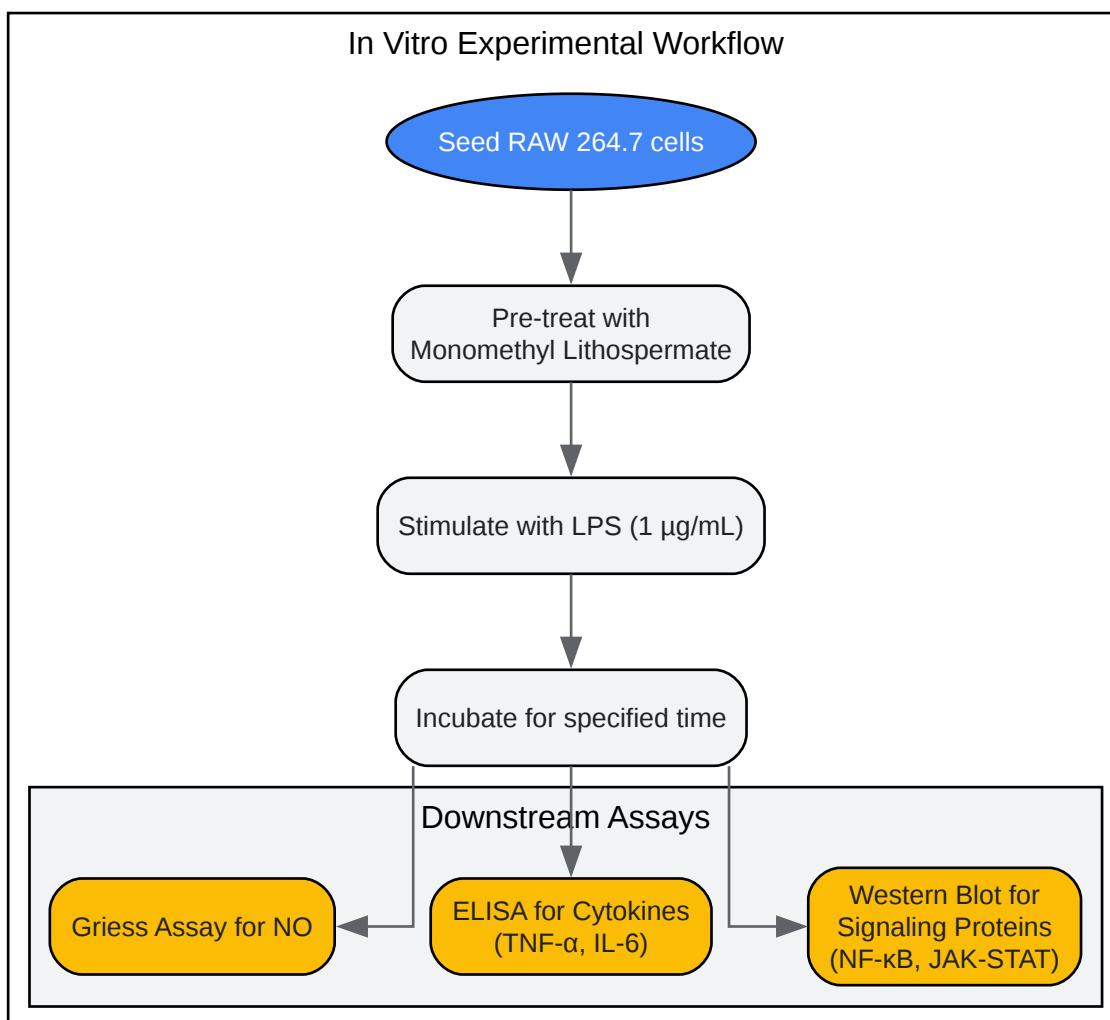 In Vitro Experimental Workflow
Seed RAW 264.7 cells
Pre-treat with
Monomethyl Lithospermate
Stimulate with LPS (1 µg/mL)
Incubate for specified time
Downstream Assays
Griess Assay for NO
ELISA for Cytokines
(TNF-α, IL-6)
Western Blot for
Signaling Proteins
(NF-κB, JAK-STAT)